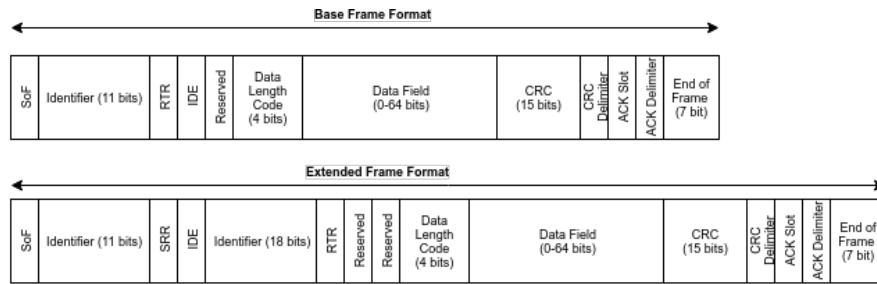 Base Frame Format
SoF
Identifier (11 bits)
RTR
IDE
Reserved
Data
Length
Code
(4 bits)
Data Field
(0-64 bits)
CRC
(15 bits)
CRC
Delimiter
ACK Slot
ACK Delimiter
End of
Frame
(7 bit)
Extended Frame Format
SoF
Identifier (11 bits)
SRR
IDE
Identifier (18 bits)
RTR
Reserved
Reserved
Data
Length
Code
(4 bits)
Data Field
(0-64 bits)
CRC
(15 bits)
CRC
Delimiter
ACK Slot
ACK Delimiter
End of
Frame
(7 bit)